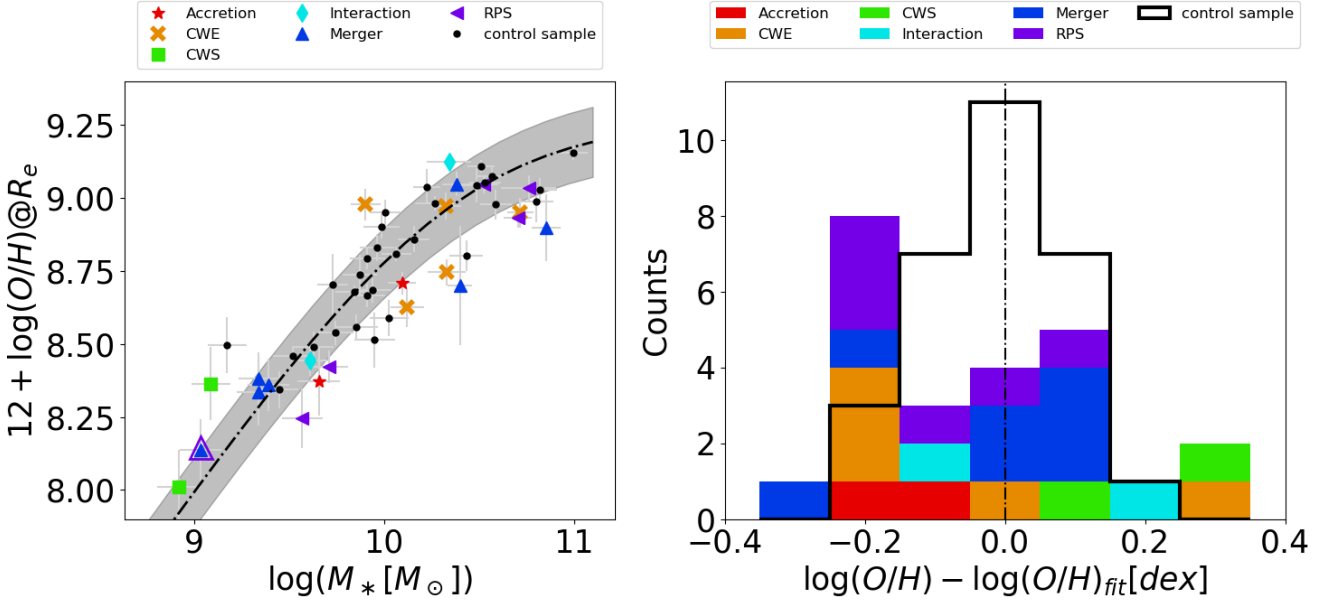 Accretion
CWE
CWS
Interaction
Merger
RPS
control sample
12 + log(O/H)@R_e
9.25
9.00
8.75
8.50
8.25
8.00
9
10
11
log(M_*[M_⊙])
Accretion
CWE
CWS
Interaction
Merger
RPS
control sample
Counts
10
8
6
4
2
0
−0.4
−0.2
0.0
0.2
0.4
log(O/H) − log(O/H)_fit[dex]